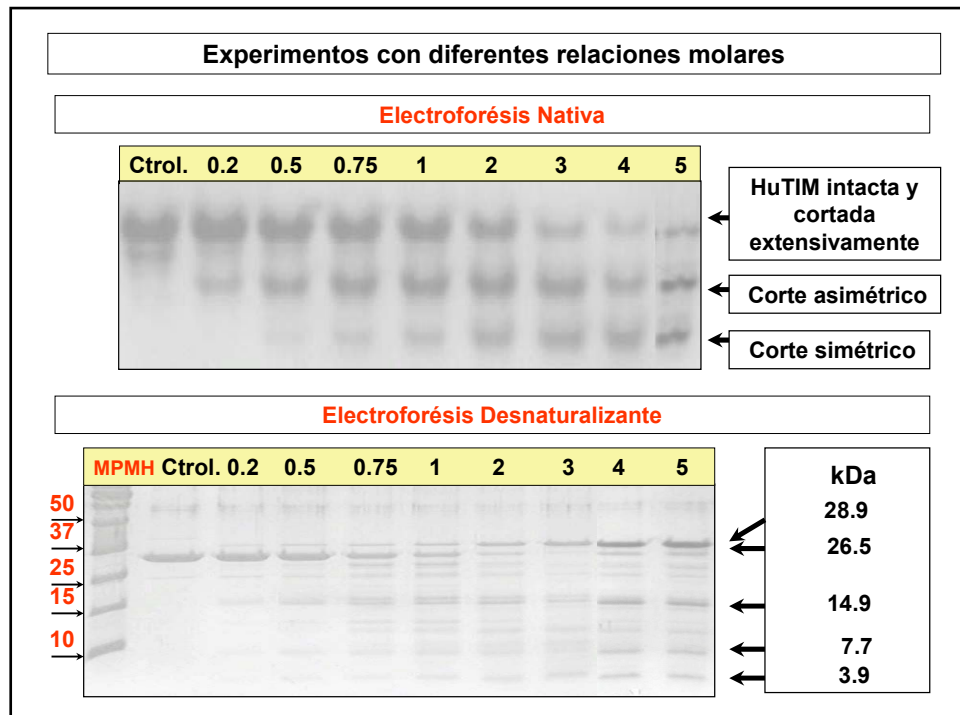 Experimentos con diferentes relaciones molares
Electroforésis Nativa
Ctrol. 0.2 0.5 0.75 1 2 3 4 5
HuTIM intacta y
cortada
extensivamente
Corte asimétrico
Corte simétrico
Electroforésis Desnaturalizante
MPMH Ctrol. 0.2 0.5 0.75 1 2 3 4 5
50
37
25
15
10
kDa
28.9
26.5
14.9
7.7
3.9